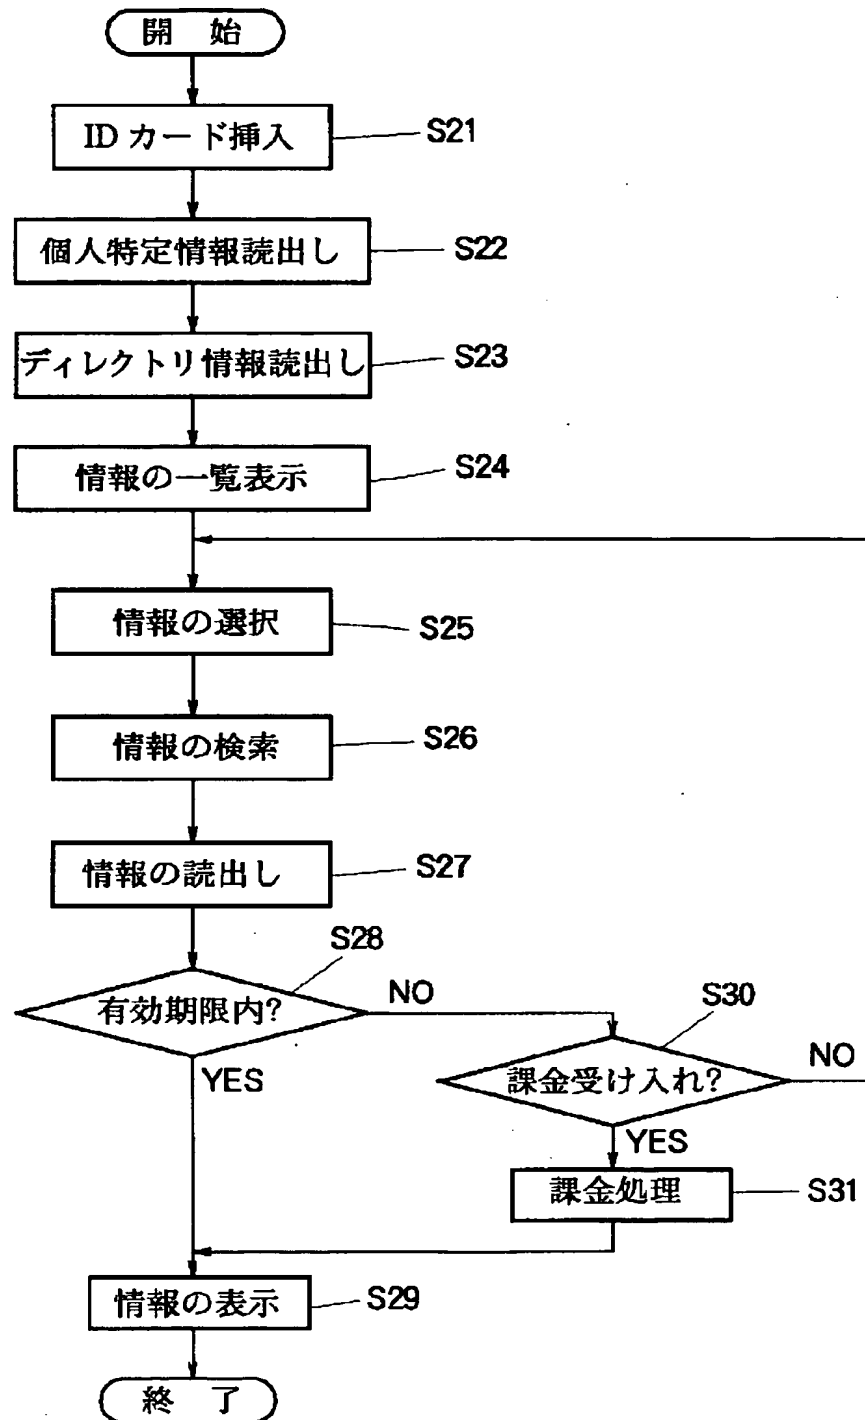 開 始
ID カード挿入
S21
個人特定情報読出し
S22
ディレクトリ情報読出し
S23
情報の一覧表示
S24
情報の選択
S25
情報の検索
S26
情報の読出し
S27
S28
有効期限内?
NO
YES
S30
課金受け入れ?
NO
YES
課金処理
S31
情報の表示
S29
終 了